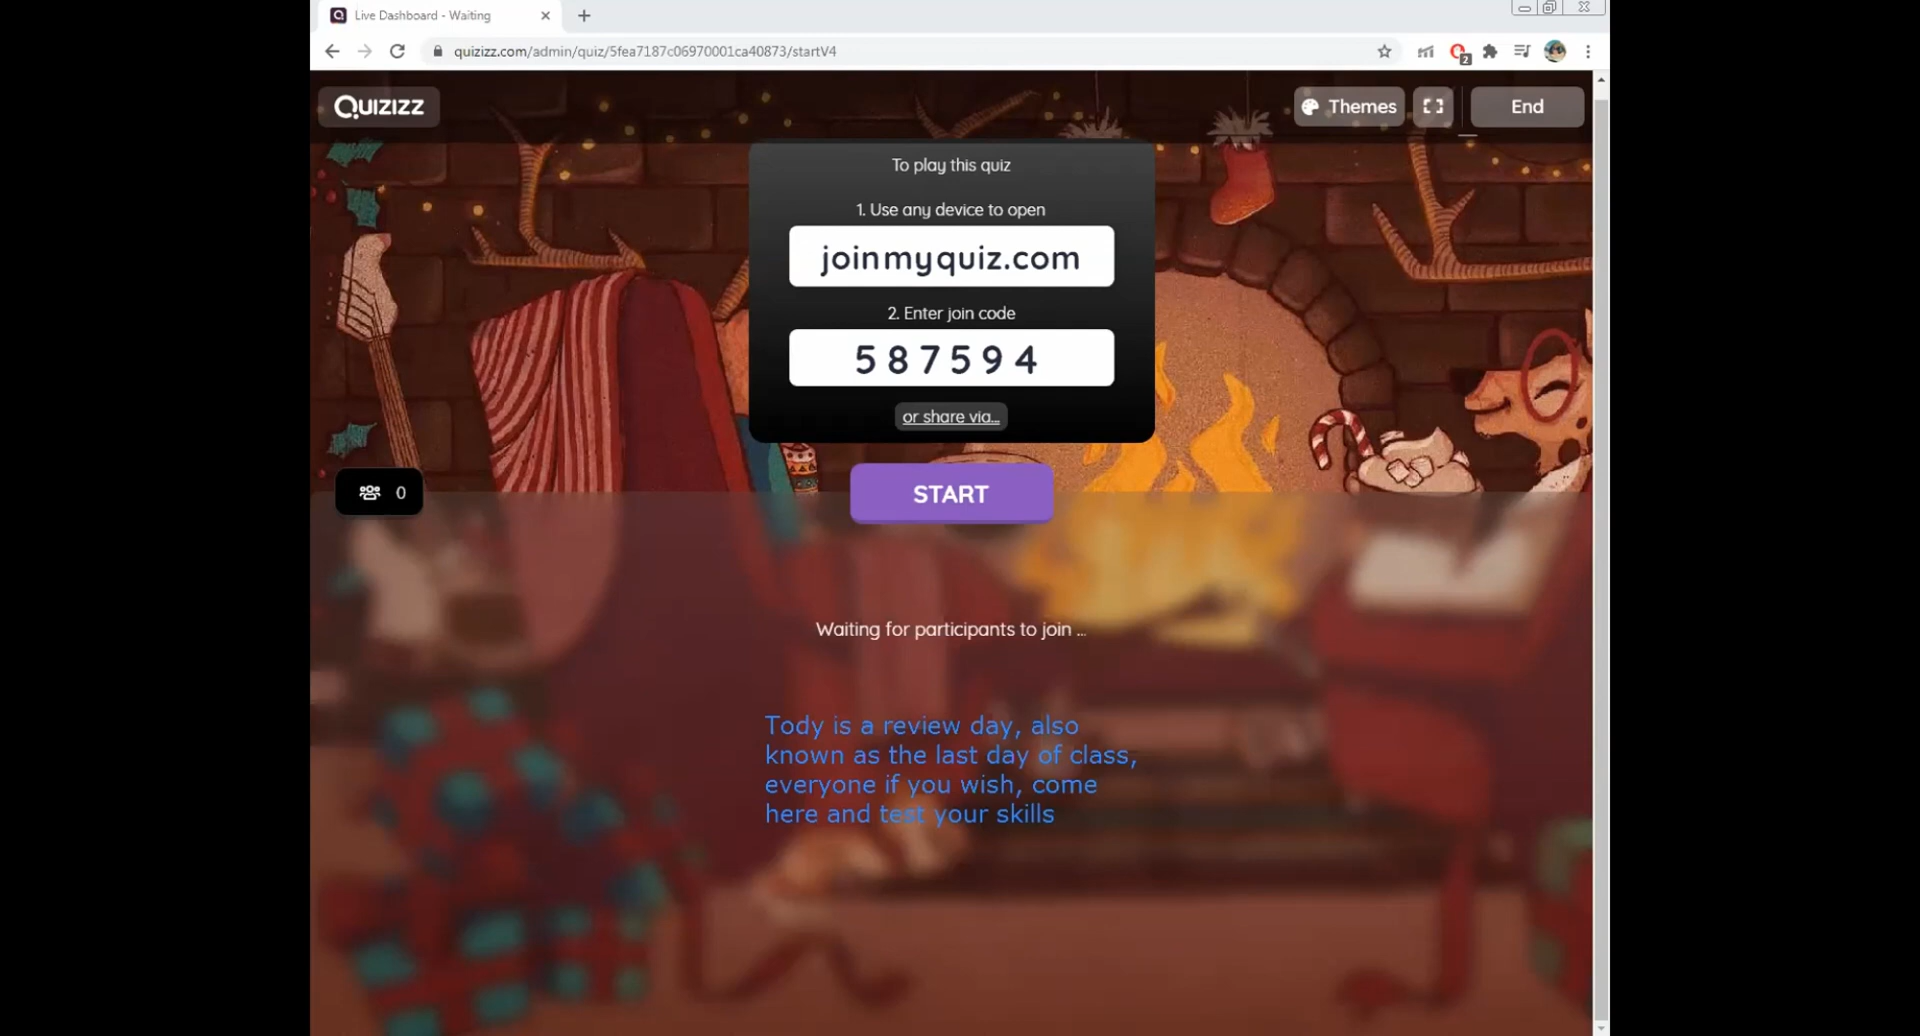 Live Dashboard - Waiting
quizizz.com/admin/quiz/5fea7187c06970001ca40873/startV4
2
Quizizz
Themes
End
To play this quiz
1. Use any device to open
joinmyquiz.com
2. Enter join code
587594
or share via...
0
START
Waiting for participants to join ...
Tody is a review day, also
known as the last day of class,
everyone if you wish, come
here and test your skills